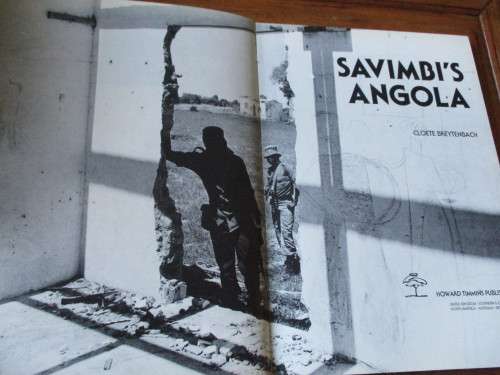 SAVIMBI'S
ANGOLA
CLOETE BREYTENBACH
HOWARD TIMMINS PUBLI